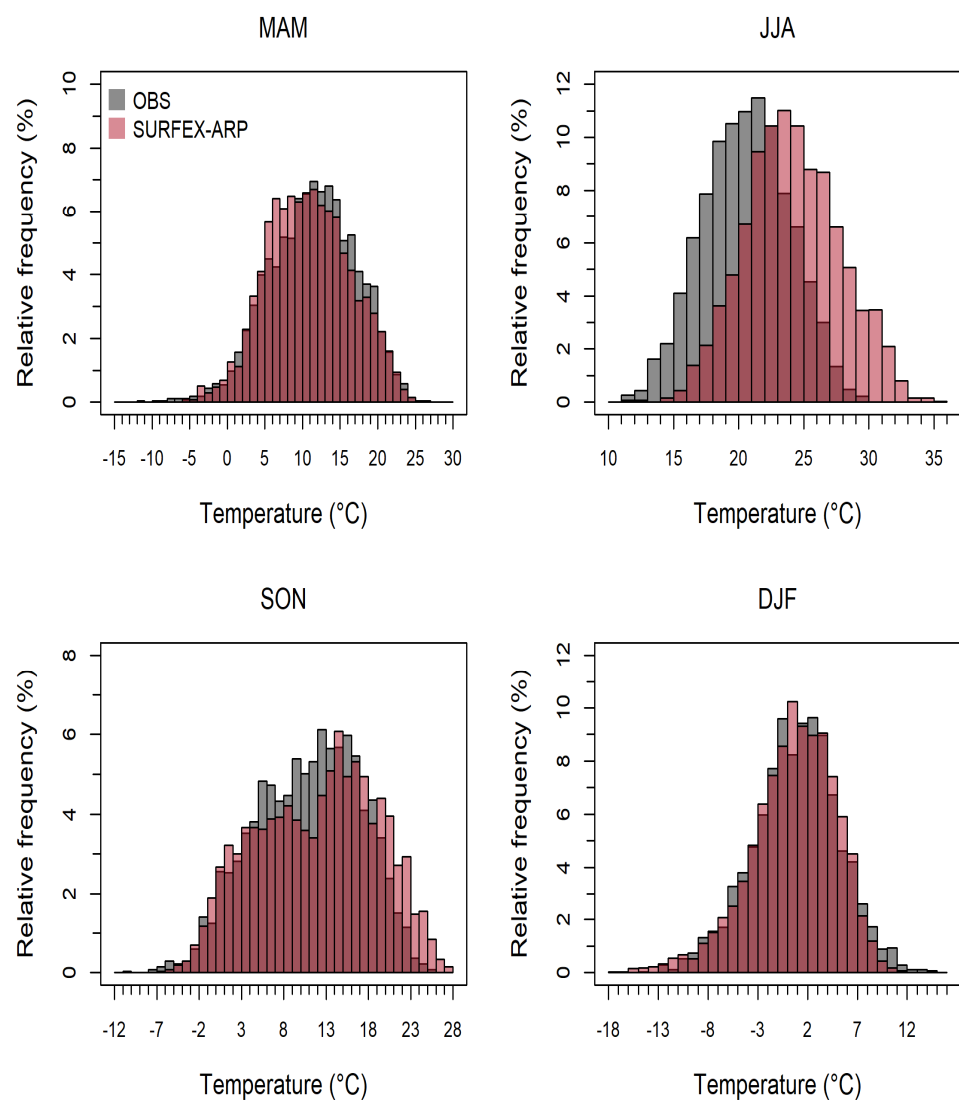 MAM
10
8
6
4
2
0
Relative frequency (%)
OBS
SURFEX-ARP
-15 -10 -5 0 5 10 15 20 25 30
Temperature (°C)
JJA
12
10
8
6
4
2
0
Relative frequency (%)
10 15 20 25 30 35
Temperature (°C)
SON
8
6
4
2
0
Relative frequency (%)
-12 -7 -2 3 8 13 18 23 28
Temperature (°C)
DJF
12
10
8
6
4
2
0
Relative frequency (%)
-18 -13 -8 -3 2 7 12
Temperature (°C)